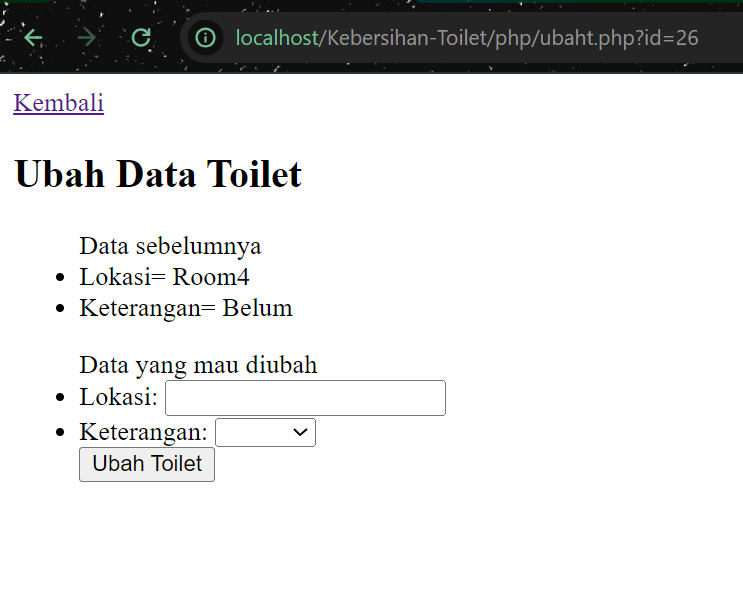 localhost/Kebersihan-Toilet/php/ubaht.php?id=26
Kembali
Ubah Data Toilet
Data sebelumnya
Lokasi= Room4
Keterangan= Belum
Data yang mau diubah
Lokasi:
Keterangan:
Ubah Toilet